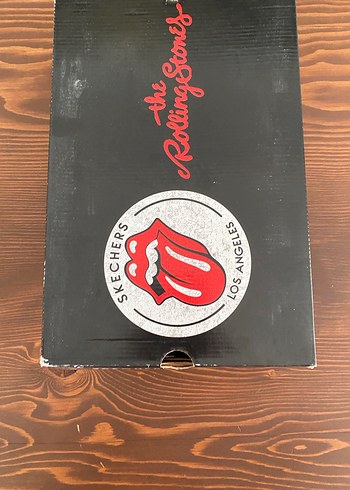 the
Rolling Stones
SKECHERS
LOS ANGELES